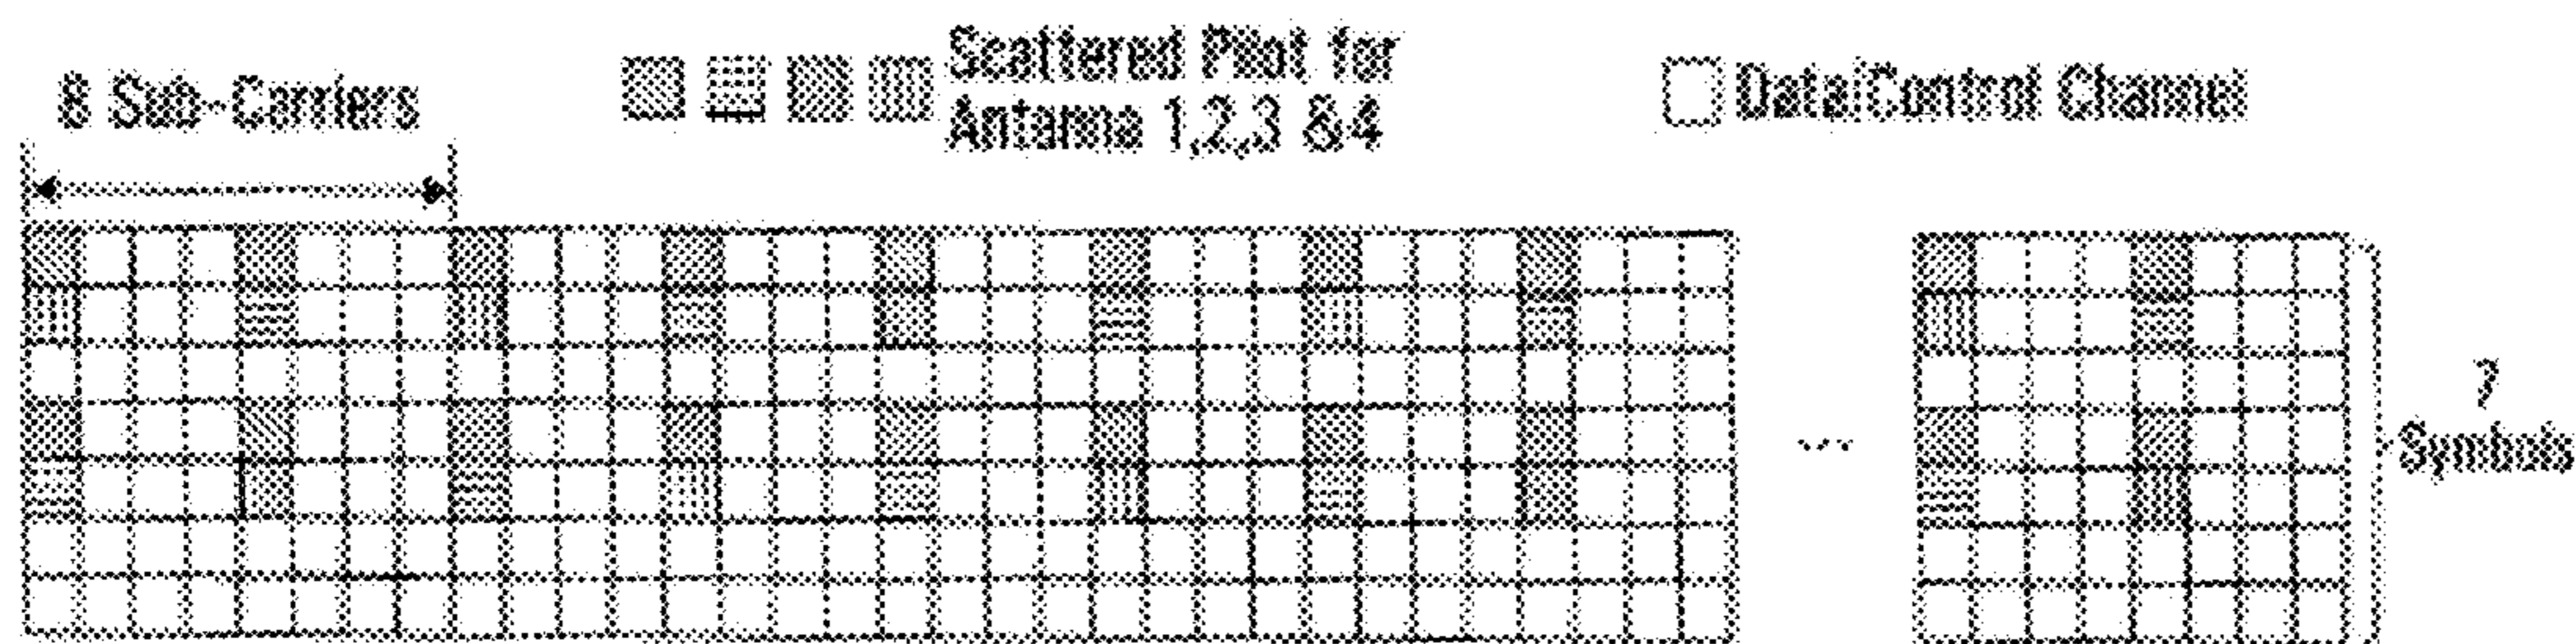 8 Sub-Carriers
Scattered Pilot for
Antenna 1,2,3 &4
Data/Control Channel
...
7
Symbols